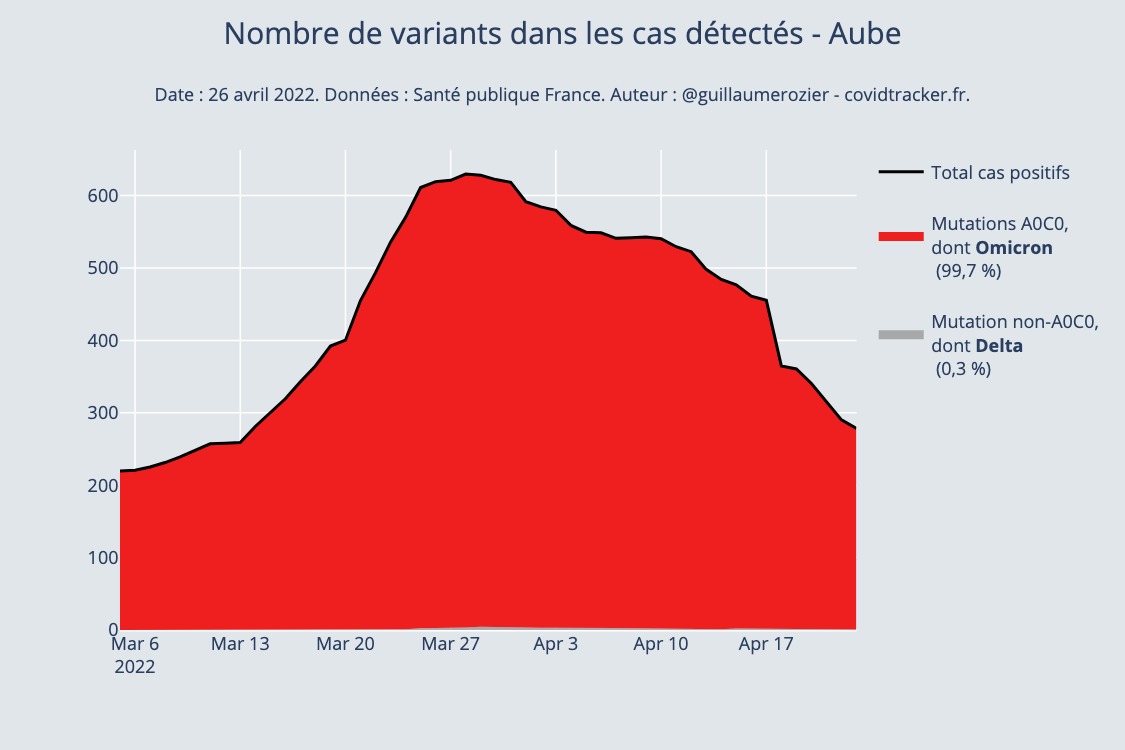 Nombre de variants dans les cas détectés - Aube
Date : 26 avril 2022. Données : Santé publique France. Auteur : @guillaumerozier - covidtracker.fr.
Total cas positifs
Mutations A0C0,
dont Omicron
(99,7 %)
Mutation non-A0C0,
dont Delta
(0,3 %)
600
500
400
300
200
100
0
Mar 6 Mar 13 Mar 20 Mar 27 Apr 3 Apr 10 Apr 17
2022